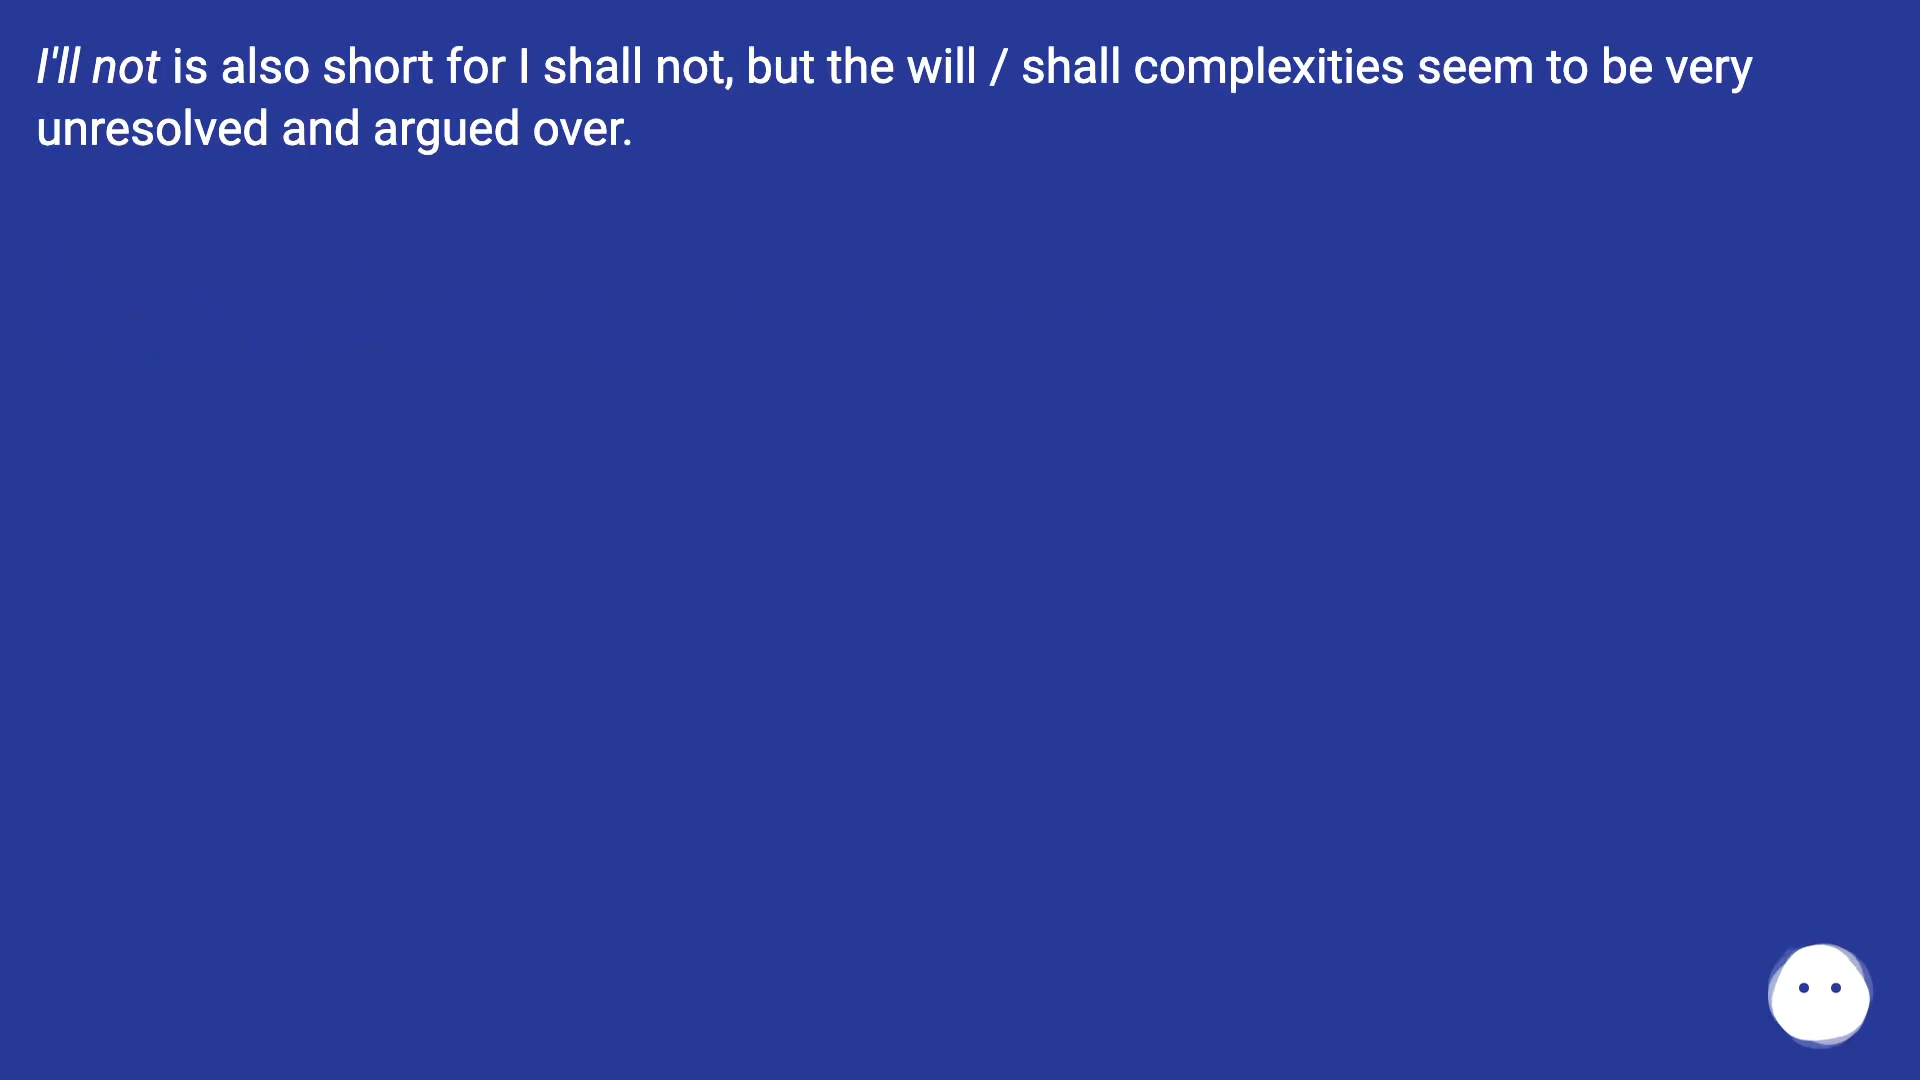 I'll not is also short for I shall not, but the will / shall complexities seem to be very
unresolved and argued over.